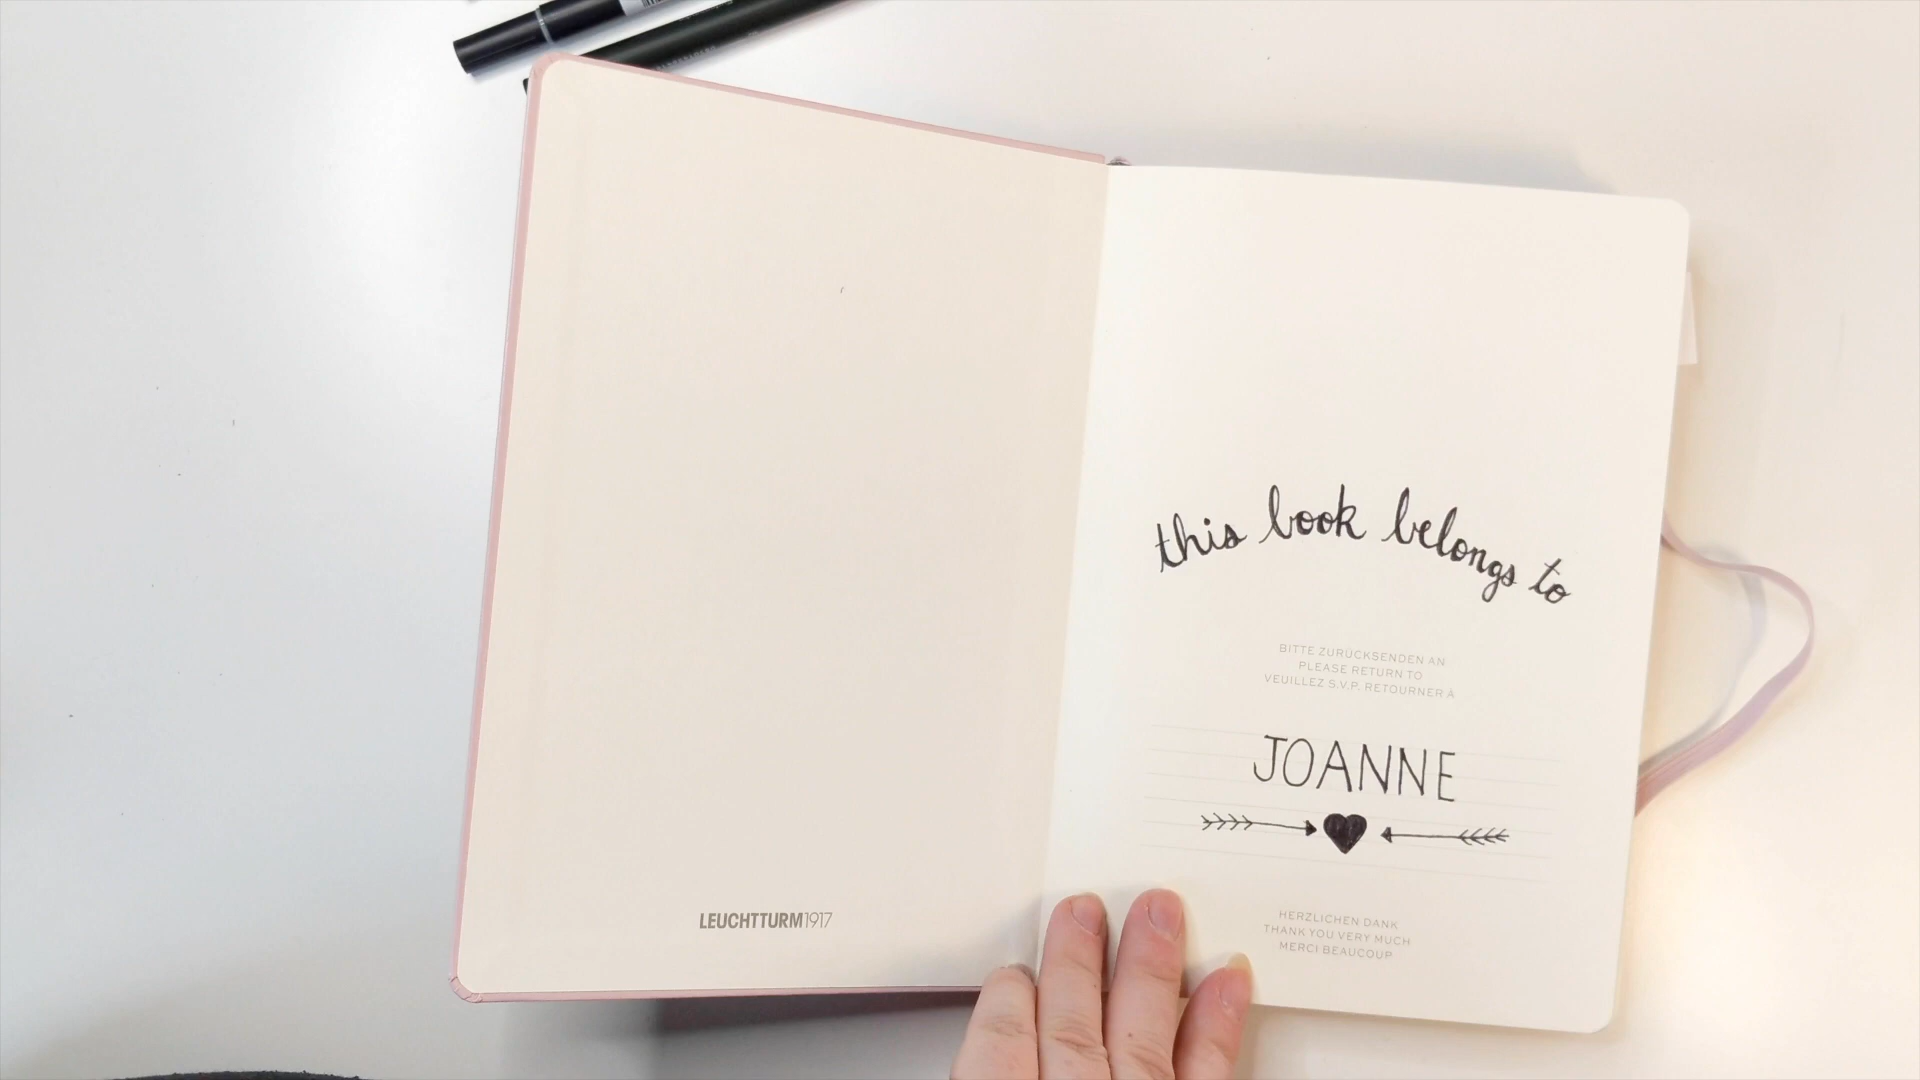 this book belongs to
BITTE ZURÜCKSENDEN AN
PLEASE RETURN TO
VEUILLEZ S.V.P. RETOURNER À
JOANNE
HERZLICHEN DANK
THANK YOU VERY MUCH
MERCI BEAUCOUP
LEUCHTTURM1917